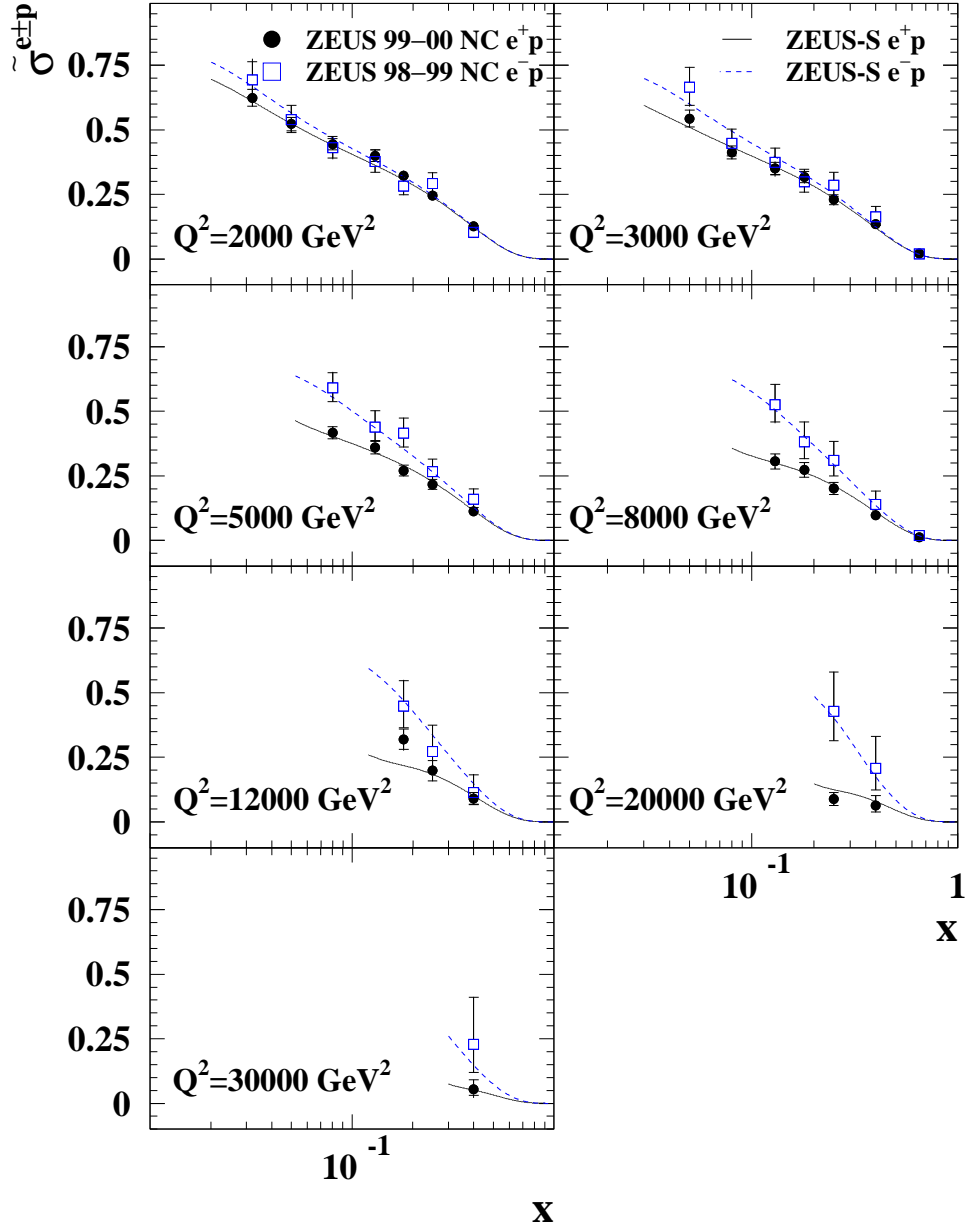 σ̃ e±p
ZEUS 99–00 NC e⁺p
ZEUS 98–99 NC e⁻p
ZEUS-S e⁺p
ZEUS-S e⁻p
0.75
0.5
0.25
0
Q²=2000 GeV²
Q²=3000 GeV²
0.75
0.5
0.25
0
Q²=5000 GeV²
Q²=8000 GeV²
0.75
0.5
0.25
0
Q²=12000 GeV²
Q²=20000 GeV²
10⁻¹
1
x
0.75
0.5
0.25
0
Q²=30000 GeV²
10⁻¹
x